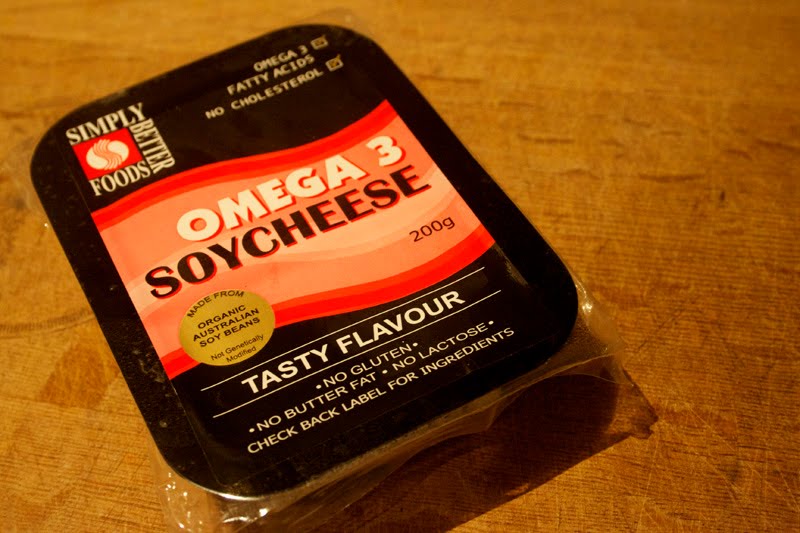 OMEGA 3
FATTY ACIDS
NO CHOLESTEROL
SIMPLY
BETTER
FOODS
OMEGA 3
SOYCHEESE
200g
MADE FROM
ORGANIC
AUSTRALIAN
SOY BEANS
Not Genetically
Modified
TASTY FLAVOUR
•NO GLUTEN•
•NO BUTTER FAT • NO LACTOSE•
CHECK BACK LABEL FOR INGREDIENTS